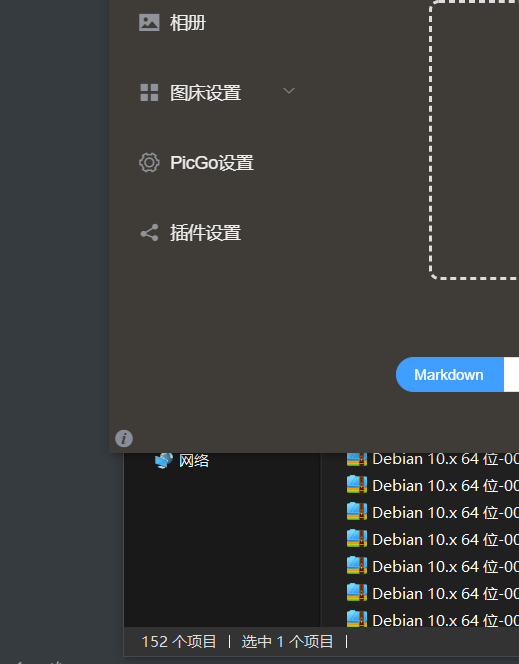 相册
图床设置
PicGo设置
插件设置
Markdown
网络
Debian 10.x 64 位-00
Debian 10.x 64 位-00
Debian 10.x 64 位-00
Debian 10.x 64 位-00
Debian 10.x 64 位-00
Debian 10.x 64 位-00
Debian 10.x 64 位-00
152 个项目 | 选中 1 个项目 |